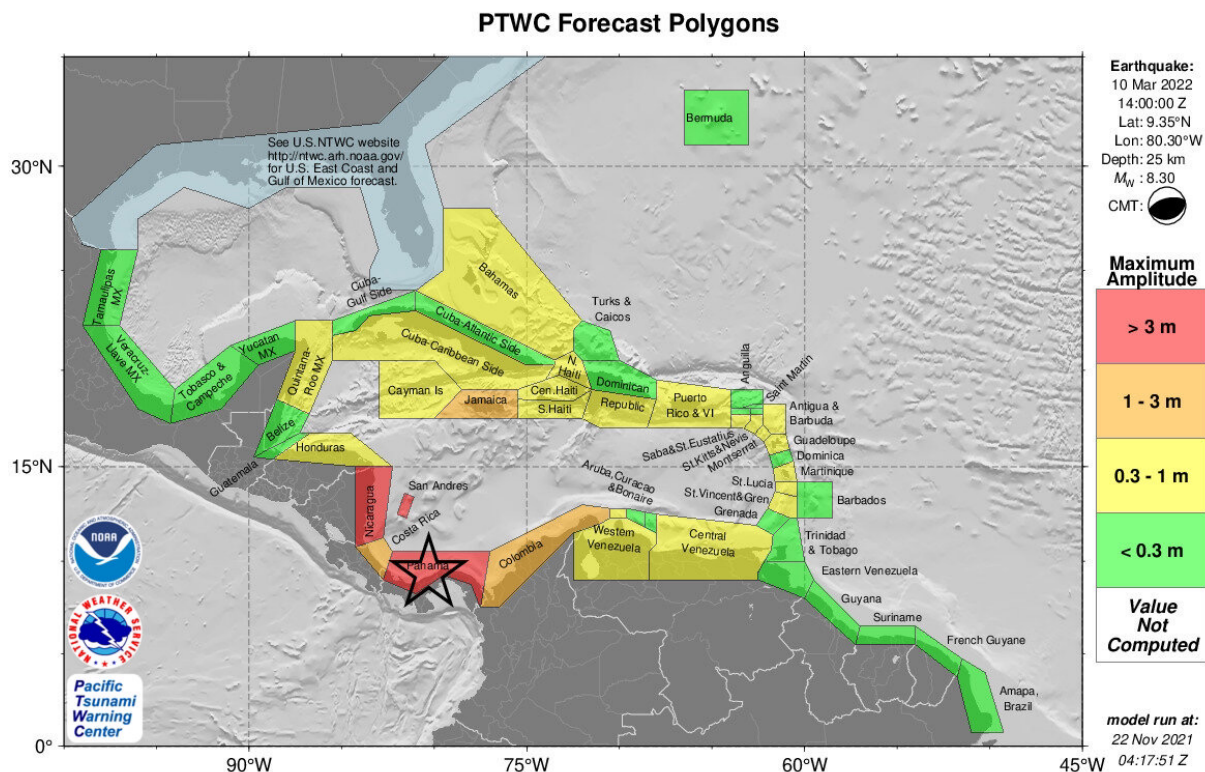 PTWC Forecast Polygons
See U.S.NTWC website
http://ntwc.arh.noaa.gov/
for U.S. East Coast and
Gulf of Mexico forecast.
Bermuda
Earthquake:
10 Mar 2022
14:00:00 Z
Lat: 9.35°N
Lon: 80.30°W
Depth: 25 km
Mw : 8.30
CMT:
Maximum
Amplitude
> 3 m
1 - 3 m
0.3 - 1 m
< 0.3 m
Value
Not
Computed
model run at:
22 Nov 2021
04:17:51 Z
30°N
15°N
0°
90°W
75°W
60°W
45°W
Tamaulipas
MX
Veracruz-
Llave MX
Tobasco &
Campeche
Yucatan
MX
Quintana-
Roo MX
Belize
Guatemala
Honduras
Nicaragua
San Andres
Costa Rica
Panama
Colombia
Cuba-
Gulf Side
Cuba-Atlantic Side
Cuba-Caribbean Side
Bahamas
Turks &
Caicos
Cayman Is
Jamaica
N.
Haiti
Cen.Haiti
S.Haiti
Dominican
Republic
Puerto
Rico & VI
Anguilla
Saint Martin
Antigua &
Barbuda
Saba&St.Eustatius
St.Kitts&Nevis
Montserrat
Guadeloupe
Dominica
Martinique
St.Lucia
St.Vincent&Gren
Barbados
Grenada
Aruba,Curacao
&Bonaire
Western
Venezuela
Central
Venezuela
Trinidad
& Tobago
Eastern Venezuela
Guyana
Suriname
French Guyane
Amapa,
Brazil
NOAA
NATIONAL WEATHER SERVICE
Pacific
Tsunami
Warning
Center